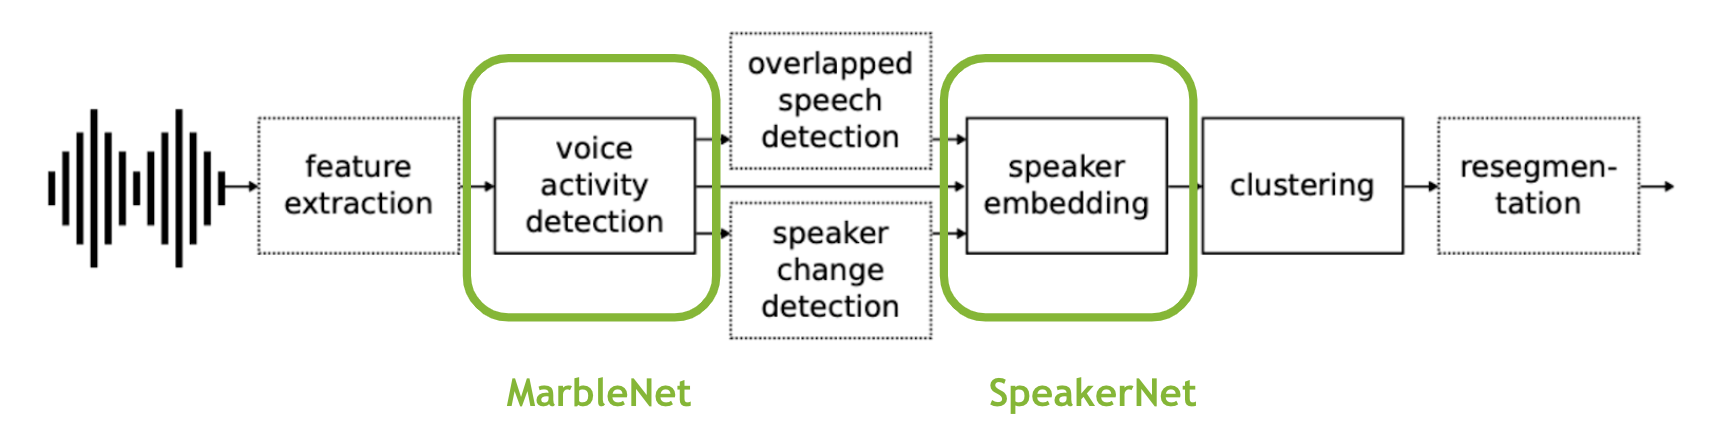 feature
extraction
voice
activity
detection
overlapped
speech
detection
speaker
change
detection
speaker
embedding
clustering
resegmen-
tation
MarbleNet
SpeakerNet